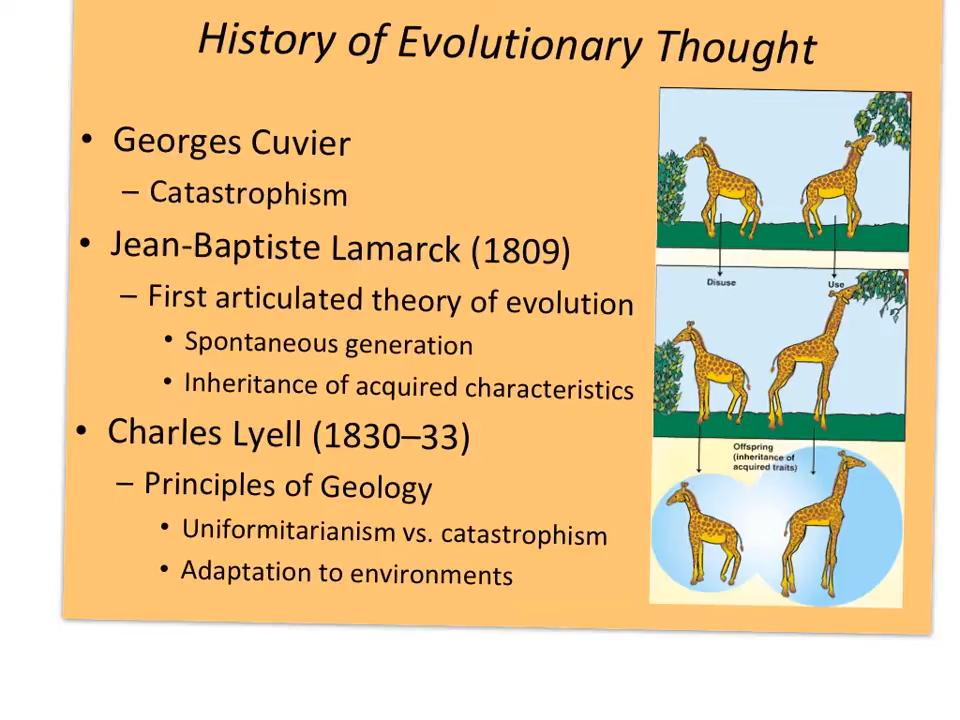 History of Evolutionary Thought
• Georges Cuvier
– Catastrophism
• Jean-Baptiste Lamarck (1809)
– First articulated theory of evolution
• Spontaneous generation
• Inheritance of acquired characteristics
• Charles Lyell (1830–33)
– Principles of Geology
• Uniformitarianism vs. catastrophism
• Adaptation to environments
Disuse
Use
Offspring
(inheritance of
acquired traits)